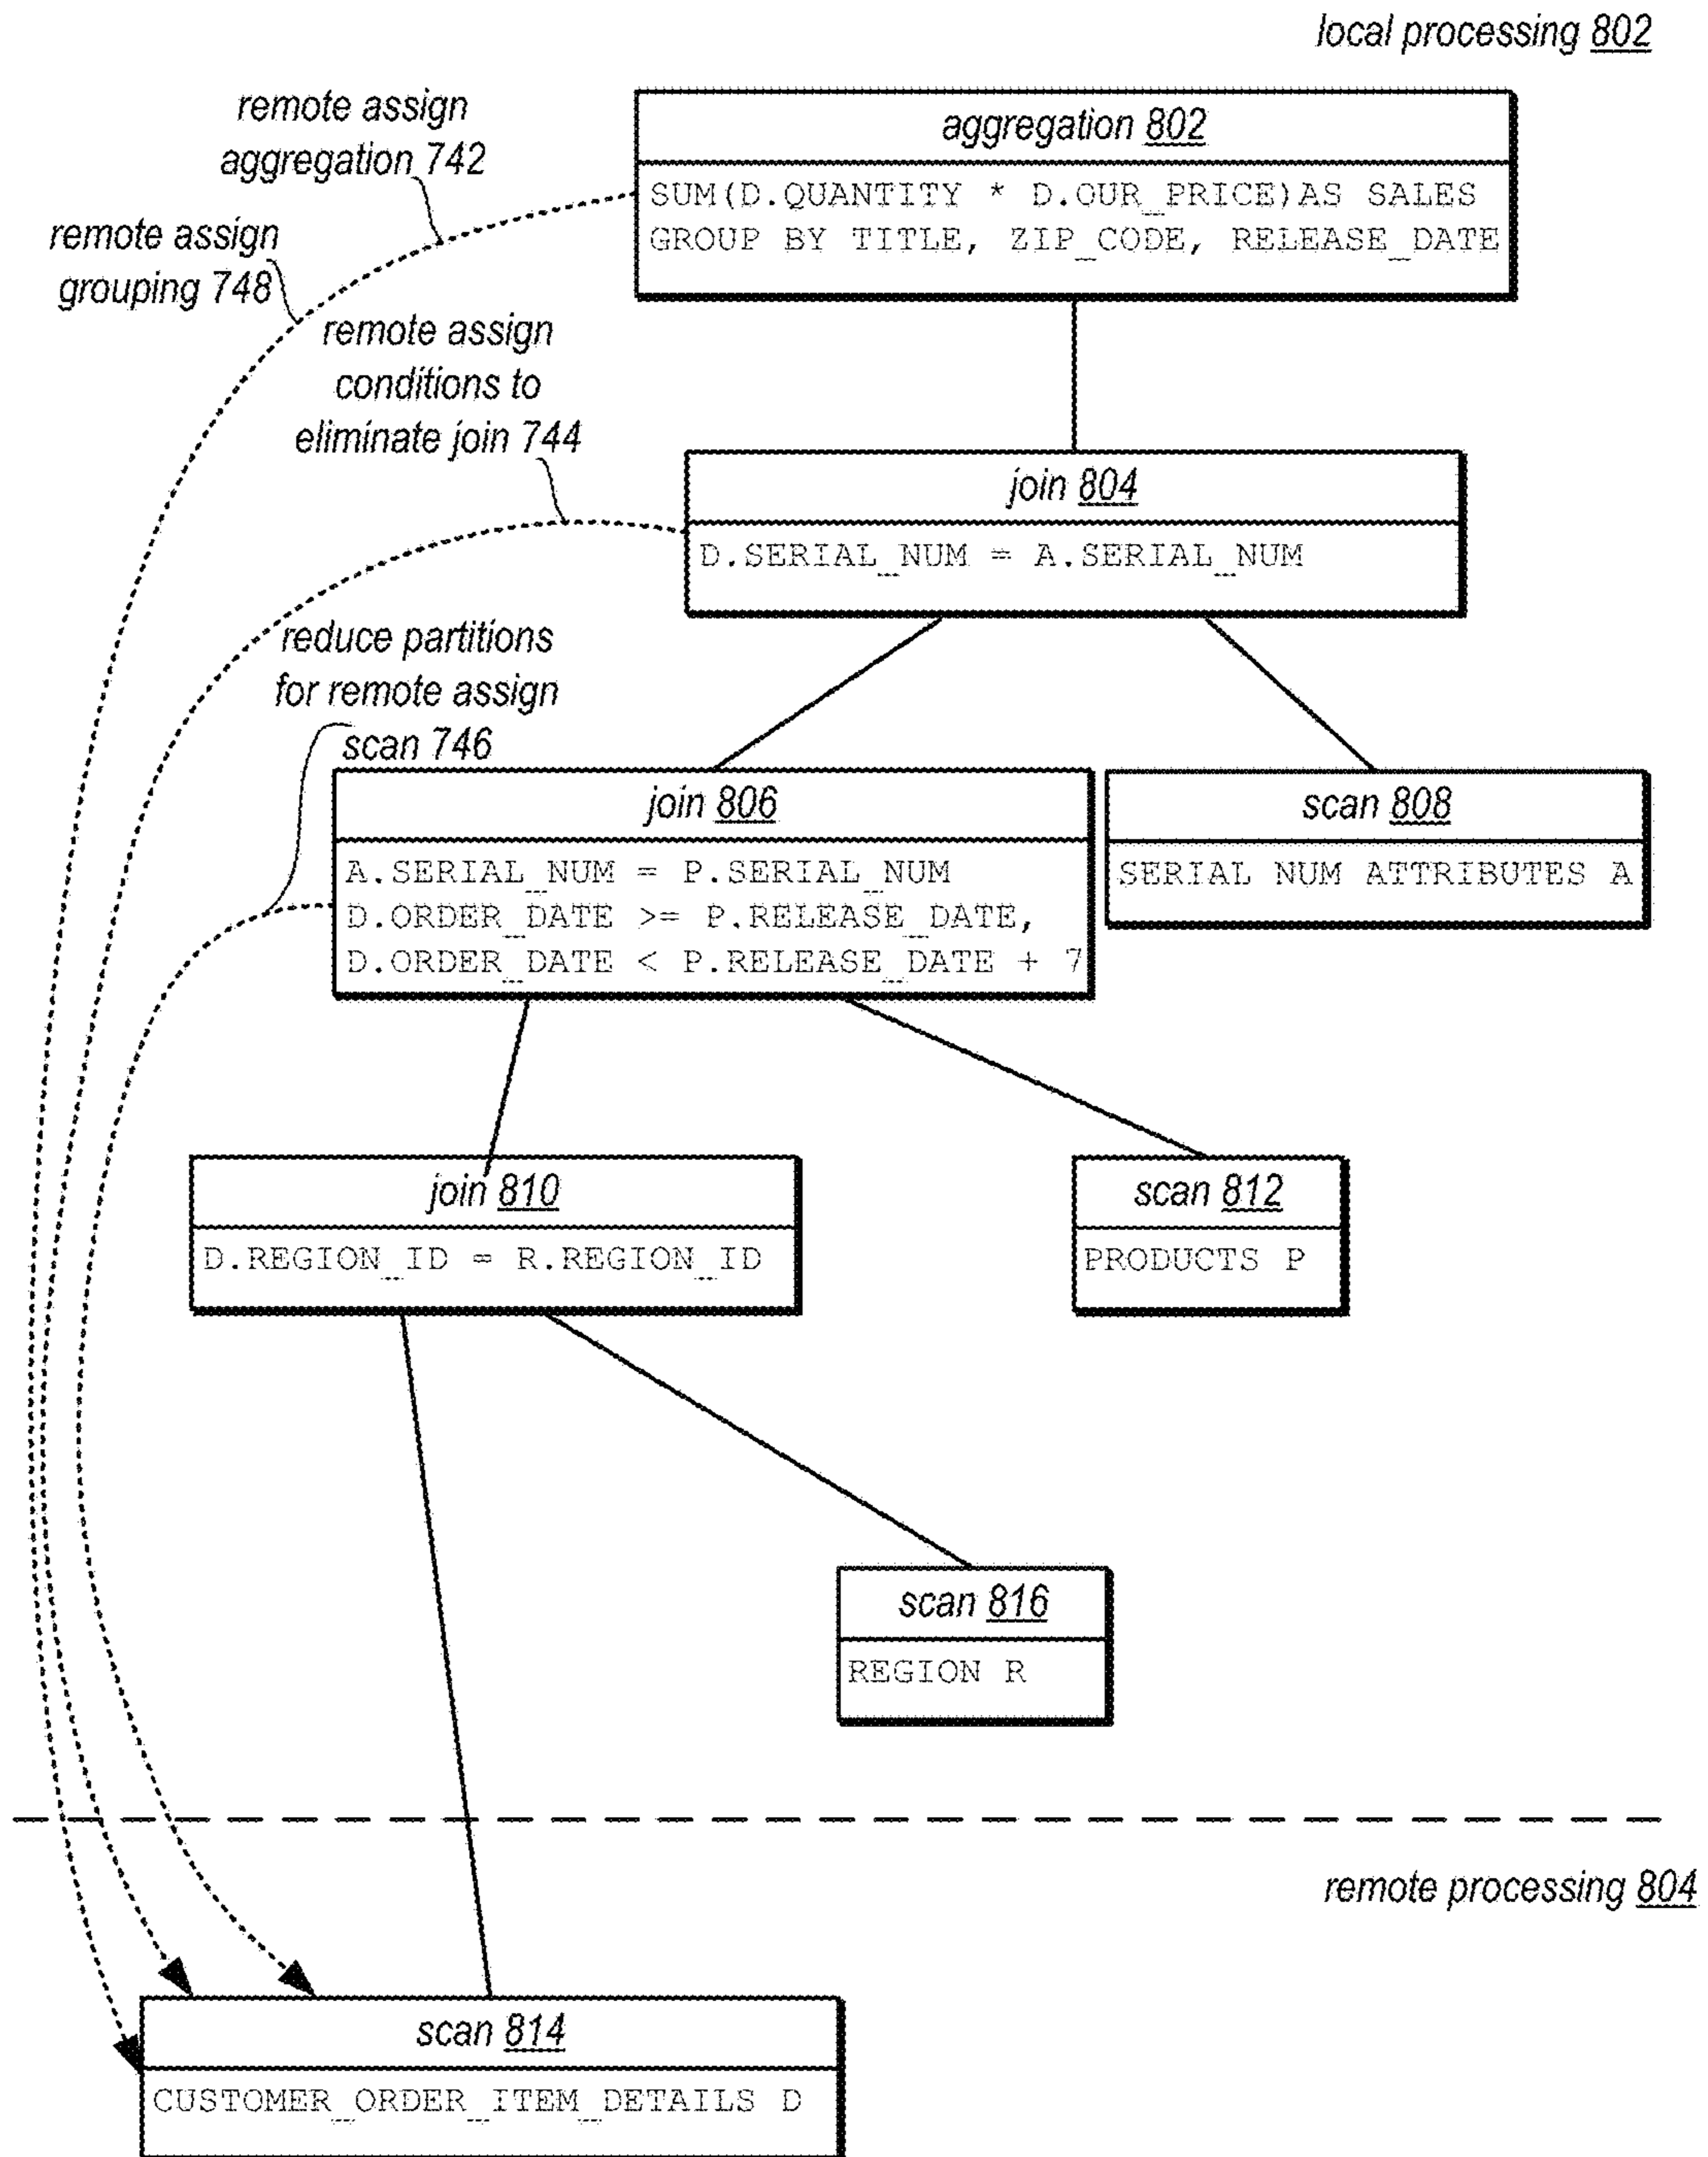 local processing 802
remote assign
aggregation 742
aggregation 802
SUM(D.QUANTITY * D.OUR_PRICE)AS SALES
GROUP BY TITLE, ZIP_CODE, RELEASE_DATE
remote assign
grouping 748
remote assign
conditions to
eliminate join 744
join 804
D.SERIAL_NUM = A.SERIAL_NUM
reduce partitions
for remote assign
scan 746
join 806
A.SERIAL_NUM = P.SERIAL_NUM
D.ORDER_DATE >= P.RELEASE_DATE,
D.ORDER_DATE < P.RELEASE_DATE + 7
scan 808
SERIAL NUM ATTRIBUTES A
join 810
D.REGION_ID = R.REGION_ID
scan 812
PRODUCTS P
scan 816
REGION R
remote processing 804
scan 814
CUSTOMER_ORDER_ITEM_DETAILS D